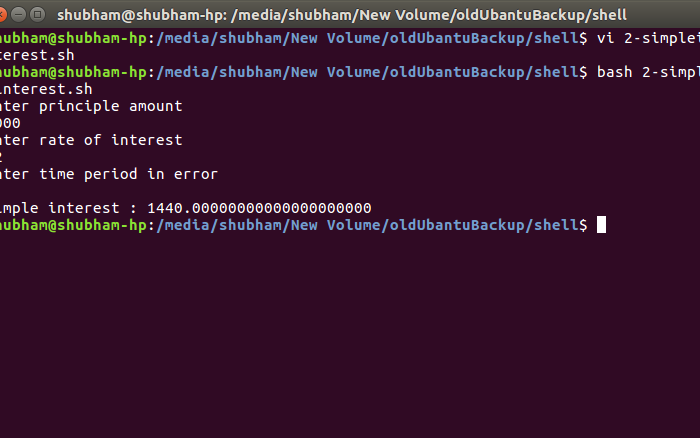 shubham@shubham-hp: /media/shubham/New Volume/oldUbantuBackup/shell
hubham@shubham-hp:/media/shubham/New Volume/oldUbantuBackup/shell$ vi 2-simplei
terest.sh
hubham@shubham-hp:/media/shubham/New Volume/oldUbantuBackup/shell$ bash 2-simpl
interest.sh
nter principle amount
000
nter rate of interest
2
nter time period in error
imple interest : 1440.00000000000000000000
hubham@shubham-hp:/media/shubham/New Volume/oldUbantuBackup/shell$